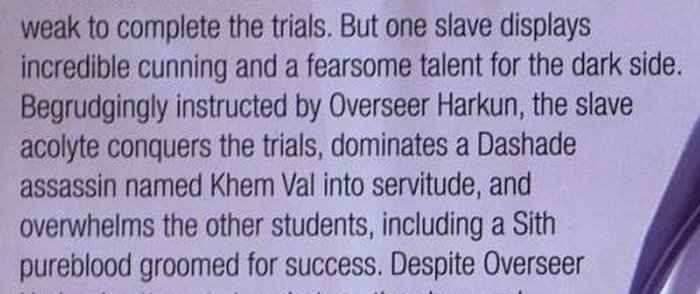 weak to complete the trials. But one slave displays
incredible cunning and a fearsome talent for the dark side.
Begrudgingly instructed by Overseer Harkun, the slave
acolyte conquers the trials, dominates a Dashade
assassin named Khem Val into servitude, and
overwhelms the other students, including a Sith
pureblood groomed for success. Despite Overseer